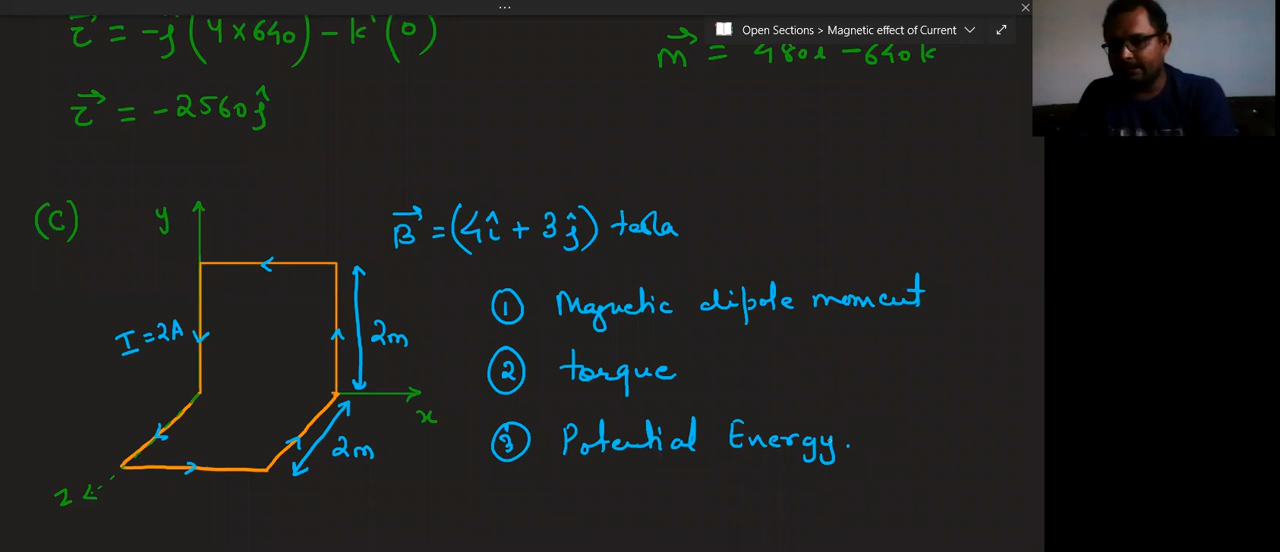 ...
τ⃗ = -ĵ (4×640) - k̂ (0)
Open Sections > Magnetic effect of Current
m⃗ = 480î - 640k
τ⃗ = -2560ĵ
(C)
y
B⃗ = (4î + 3ĵ) tesla
① Magnetic dipole moment
I = 2A
2m
② torque
x
③ Potential Energy.
2m
z